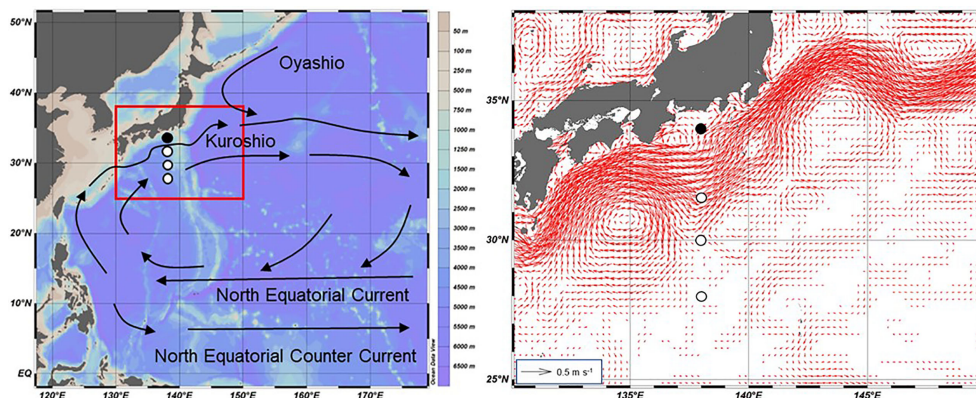 50°N
40°N
30°N
20°N
10°N
EQ
120°E
130°E
140°E
150°E
160°E
170°E
Oyashio
Kuroshio
North Equatorial Current
North Equatorial Counter Current
50 m
100 m
250 m
500 m
750 m
1000 m
1250 m
1500 m
1750 m
2000 m
2500 m
3000 m
3500 m
4000 m
4500 m
5000 m
5500 m
6000 m
6500 m
Ocean Data View
35°N
30°N
25°N
135°E
140°E
145°E
0.5 m s⁻¹